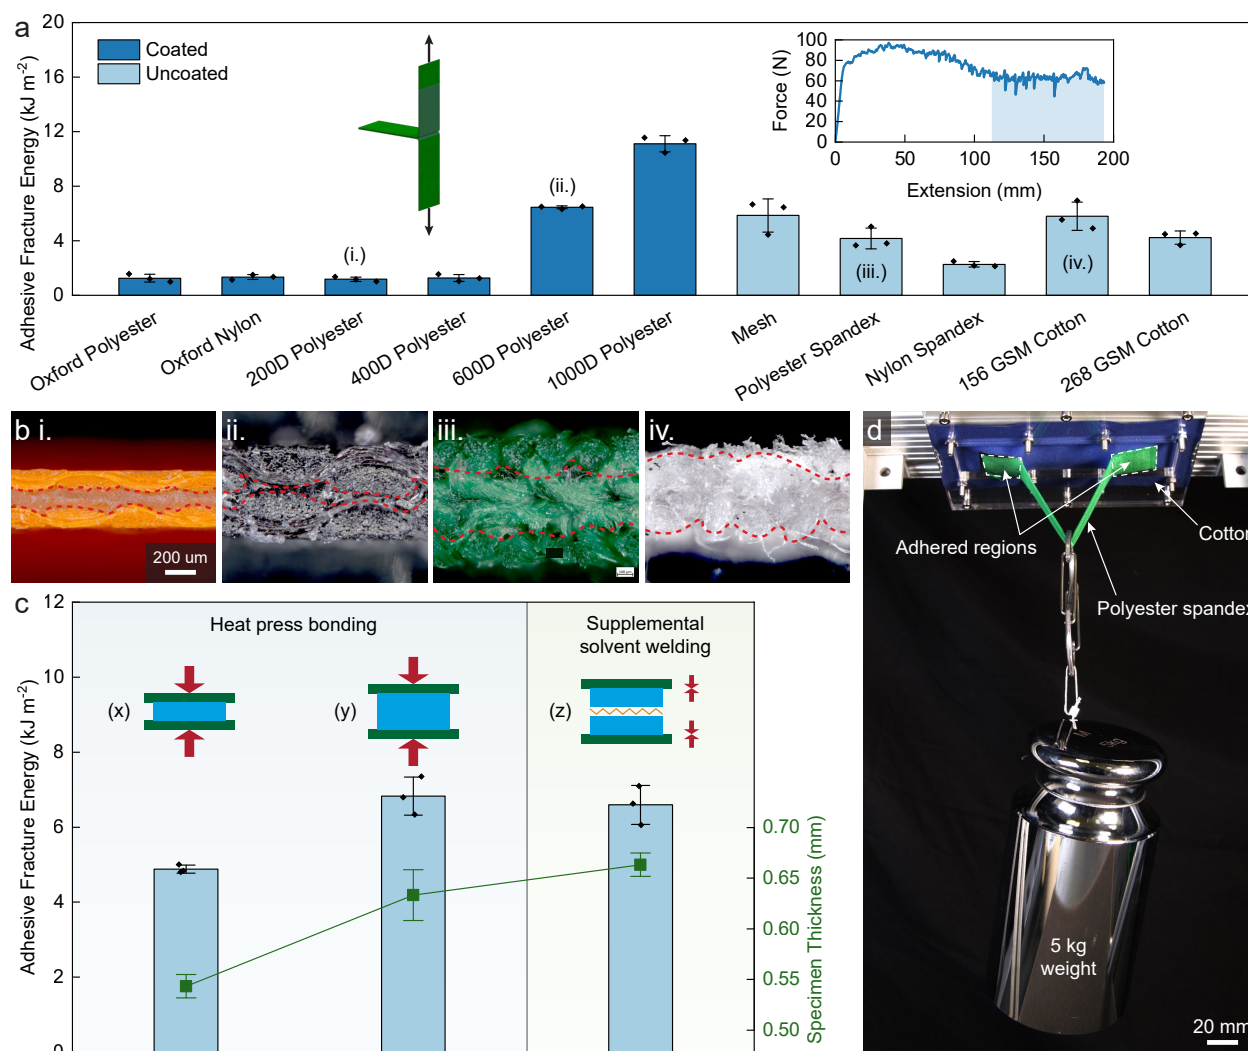 a
20
16
12
8
4
0
Adhesive Fracture Energy (kJ m-2)
Coated
Uncoated
(i.)
(ii.)
(iii.)
(iv.)
100
80
60
40
20
0
Force (N)
0
50
100
150
200
Extension (mm)
Oxford Polyester
Oxford Nylon
200D Polyester
400D Polyester
600D Polyester
1000D Polyester
Mesh
Polyester Spandex
Nylon Spandex
156 GSM Cotton
268 GSM Cotton
b i.
200 um
ii.
iii.
iv.
c
12
10
8
6
4
2
0
Adhesive Fracture Energy (kJ m-2)
Heat press bonding
Supplemental
solvent welding
(x)
(y)
(z)
0.70
0.65
0.60
0.55
0.50
Specimen Thickness (mm)
d
Adhered regions
Cotton
Polyester spandex
5kg
5 kg
weight
20 mm